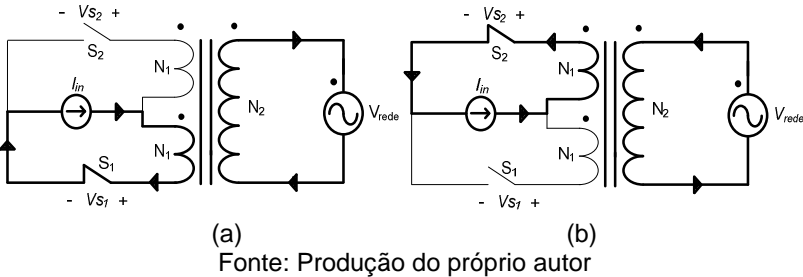 - Vs2 +
S2
N1
Iin
N2
Vrede
N1
S1
- Vs1 +
(a)
- Vs2 +
S2
N1
Iin
N2
Vrede
N1
S1
- Vs1 +
(b)
Fonte: Produção do próprio autor